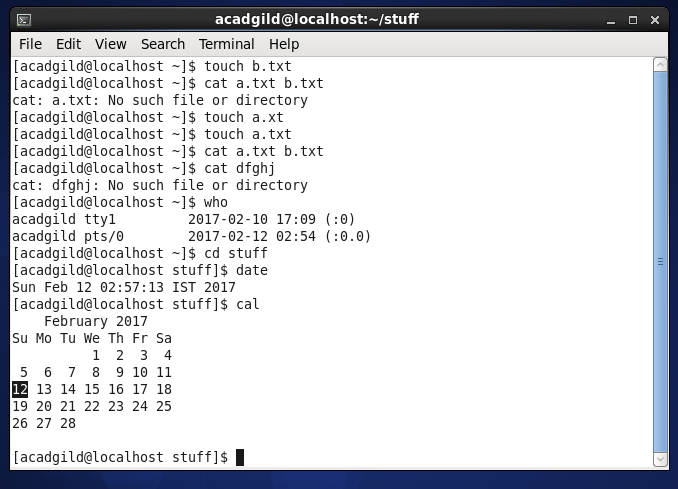 acadgild@localhost:~/stuff
File Edit View Search Terminal Help
[acadgild@localhost ~]$ touch b.txt
[acadgild@localhost ~]$ cat a.txt b.txt
cat: a.txt: No such file or directory
[acadgild@localhost ~]$ touch a.xt
[acadgild@localhost ~]$ touch a.txt
[acadgild@localhost ~]$ cat a.txt b.txt
[acadgild@localhost ~]$ cat dfghj
cat: dfghj: No such file or directory
[acadgild@localhost ~]$ who
acadgild tty1         2017-02-10 17:09 (:0)
acadgild pts/0        2017-02-12 02:54 (:0.0)
[acadgild@localhost ~]$ cd stuff
[acadgild@localhost stuff]$ date
Sun Feb 12 02:57:13 IST 2017
[acadgild@localhost stuff]$ cal
    February 2017
Su Mo Tu We Th Fr Sa
          1  2  3  4
 5  6  7  8  9 10 11
12 13 14 15 16 17 18
19 20 21 22 23 24 25
26 27 28
[acadgild@localhost stuff]$